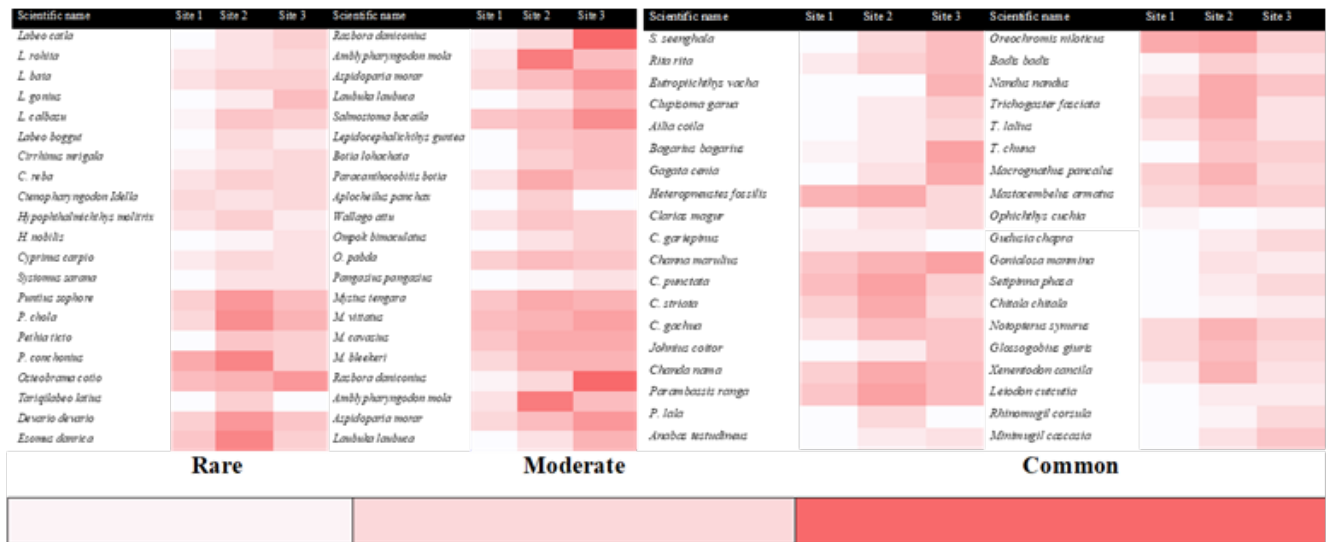 Scientific name Site 1 Site 2 Site 3 Scientific name Site 1 Site 2 Site 3
Labeo catla Rasbora daniconius
L. rohita Amblypharyngodon mola
L. bata Aspidoparia morar
L. gonius Laubuka laubuca
L. calbasu Salmostoma bacaila
Labeo boggut Lepidocephalichthys guntea
Cirrhinus mrigala Botia lohachata
C. reba Paracanthocobitis botia
Ctenopharyngodon Idella Aplocheilus panchax
Hypophthalmichthys molitrix Wallago attu
H. nobilis Ompok bimaculatus
Cyprinus carpio O. pabda
Systomus sarana Pangasius pangasius
Puntius sophore Mystus tengara
P. chola M. vittatus
Pethia ticto M. cavasius
P. conchonius M. bleekeri
Osteobrama cotio Rasbora daniconius
Tariqilabeo latius Amblypharyngodon mola
Devario devario Aspidoparia morar
Esomus danrica Laubuka laubuca
Scientific name Site 1 Site 2 Site 3 Scientific name Site 1 Site 2 Site 3
S. seenghala Oreochromis niloticus
Rita rita Badis badis
Eutropiichthys vacha Nandus nandus
Clupisoma garua Trichogaster fasciata
Ailia coila T. lalius
Bagarius bagarius T. chuna
Gagata cenia Macrognathus pancalus
Heteropneustes fossilis Mastacembelus armatus
Clarias magur Ophichthys cuchia
C. gariepinus Gudusia chapra
Channa marulius Gonialosa manmina
C. punctata Setipinna phasa
C. striata Chitala chitala
C. gachua Notopterus synurus
Johnius coitor Glossogobius giuris
Chanda nama Xenentodon cancila
Parambassis ranga Leiodon cutcutia
P. lala Rhinomugil corsula
Anabas testudineus Minimugil cascasia
Rare Moderate Common